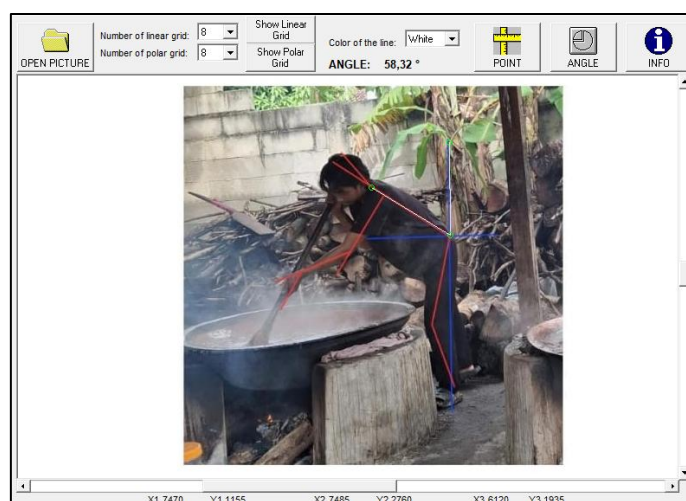 OPEN PICTURE
Number of linear grid: 8
Number of polar grid: 8
Show Linear Grid
Show Polar Grid
Color of the line: White
ANGLE: 58,32 °
POINT
ANGLE
INFO
X1.7470 Y1.1155 X2.7485 Y2.2760 X3.6120 Y3.1935